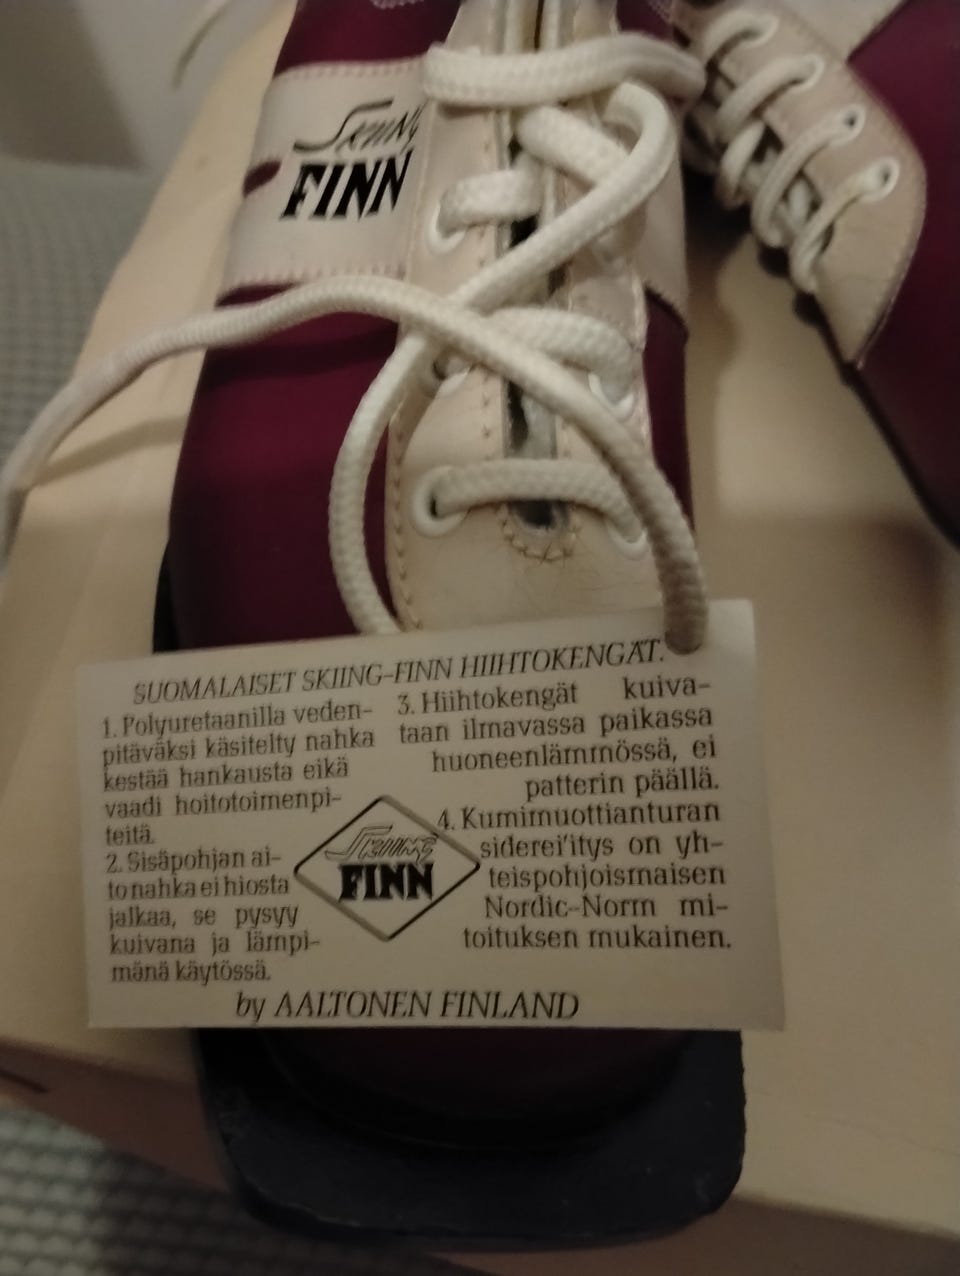 SKIING
FINN
SUOMALAISET SKIING-FINN HIIHTOKENGÄT.
1. Polyuretaanilla veden-
pitäväksi käsitelty nahka
kestää hankausta eikä
vaadi hoitotoimenpi-
teitä.
2. Sisäpohjan ai-
to nahka ei hiosta
jalkaa, se pysyy
kuivana ja lämpi-
mänä käytössä.
3. Hiihtokengät kuiva-
taan ilmavassa paikassa
huoneenlämmössä, ei
patterin päällä.
4. Kumimuottianturan
siderei'itys on yh-
teispohjoismaisen
Nordic-Norm mi-
toituksen mukainen.
SKIING
FINN
by AALTONEN FINLAND